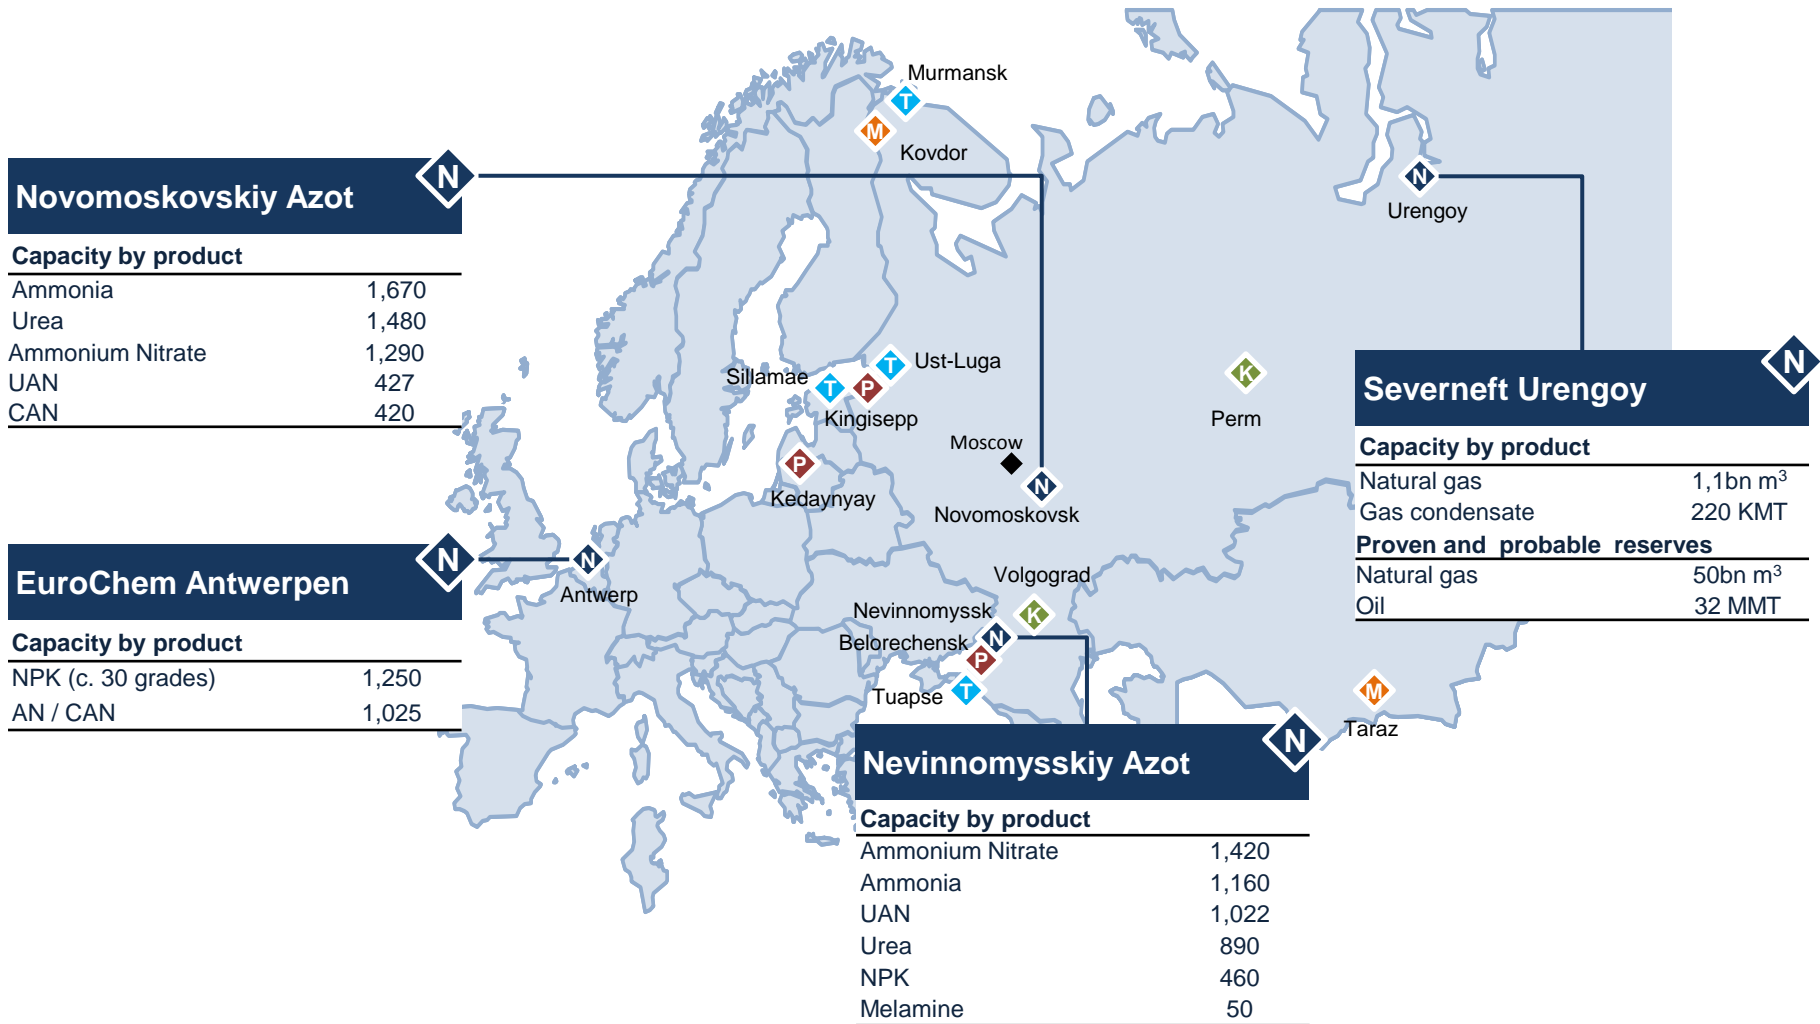 Murmansk
T
M
Kovdor
N
Novomoskovskiy Azot
Capacity by product
Ammonia 1,670
Urea 1,480
Ammonium Nitrate 1,290
UAN 427
CAN 420
N
Urengoy
N
Severneft Urengoy
Capacity by product
Natural gas 1,1bn m³
Gas condensate 220 KMT
Proven and probable reserves
Natural gas 50bn m³
Oil 32 MMT
Ust-Luga
T
Sillamae
T
P
Kingisepp
K
Perm
Moscow
P
Kedaynyay
N
Novomoskovsk
N
EuroChem Antwerpen
Capacity by product
NPK (c. 30 grades) 1,250
AN / CAN 1,025
N
Antwerp
Volgograd
K
Nevinnomyssk
N
Belorechensk
P
Tuapse
T
M
Taraz
N
Nevinnomysskiy Azot
Capacity by product
Ammonium Nitrate 1,420
Ammonia 1,160
UAN 1,022
Urea 890
NPK 460
Melamine 50